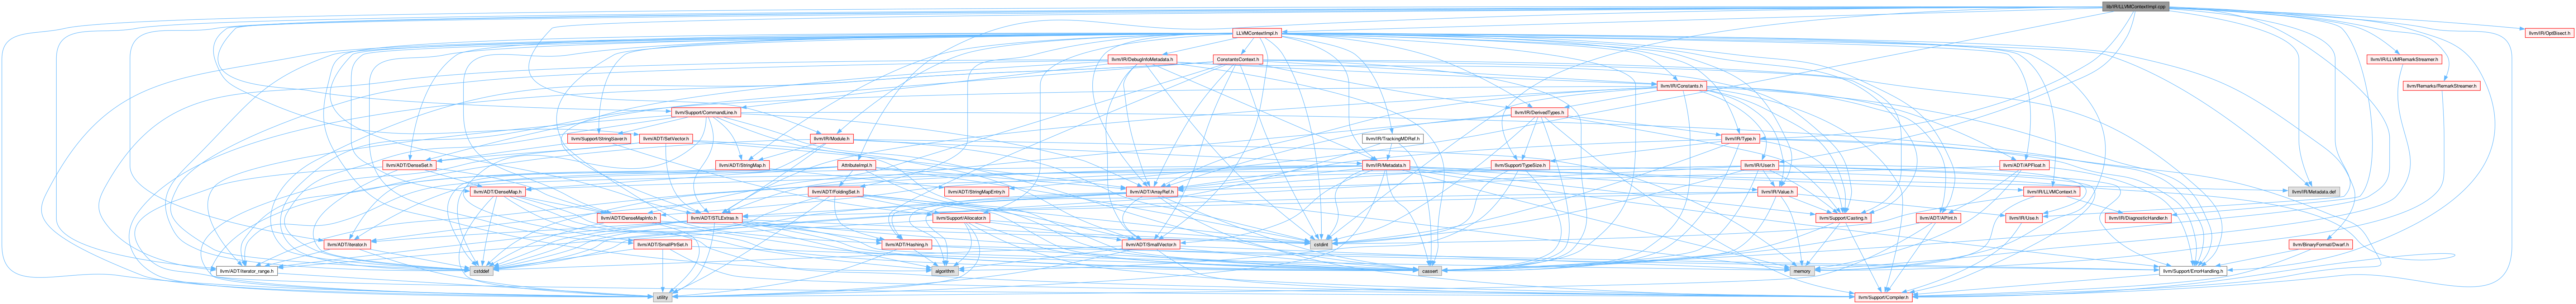 lib/IR/LLVMContextImpl.cpp
LLVMContextImpl.h
llvm/IR/OptBisect.h
llvm/IR/DebugInfoMetadata.h
ConstantsContext.h
llvm/IR/LLVMRemarkStreamer.h
llvm/IR/Constants.h
llvm/Remarks/RemarkStreamer.h
llvm/Support/CommandLine.h
llvm/IR/DerivedTypes.h
llvm/Support/StringSaver.h
llvm/ADT/SetVector.h
llvm/IR/Module.h
llvm/IR/TrackingMDRef.h
llvm/IR/Type.h
llvm/ADT/DenseSet.h
llvm/ADT/StringMap.h
AttributeImpl.h
llvm/IR/Metadata.h
llvm/Support/TypeSize.h
llvm/IR/User.h
llvm/ADT/APFloat.h
llvm/ADT/DenseMap.h
llvm/ADT/FoldingSet.h
llvm/ADT/StringMapEntry.h
llvm/ADT/ArrayRef.h
llvm/IR/Value.h
llvm/IR/LLVMContext.h
llvm/IR/Metadata.def
llvm/ADT/DenseMapInfo.h
llvm/ADT/STLExtras.h
llvm/Support/Allocator.h
llvm/Support/Casting.h
llvm/ADT/APInt.h
llvm/IR/Use.h
llvm/IR/DiagnosticHandler.h
llvm/ADT/iterator.h
llvm/ADT/SmallPtrSet.h
llvm/ADT/Hashing.h
llvm/ADT/SmallVector.h
cstdint
llvm/BinaryFormat/Dwarf.h
llvm/ADT/iterator_range.h
cstddef
algorithm
cassert
memory
llvm/Support/ErrorHandling.h
utility
llvm/Support/Compiler.h